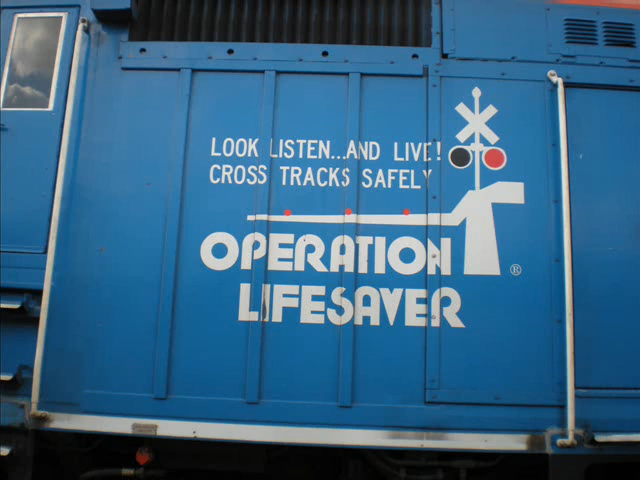 LOOK LISTEN...AND LIVE!
CROSS TRACKS SAFELY
OPERATION
LIFESAVER
®